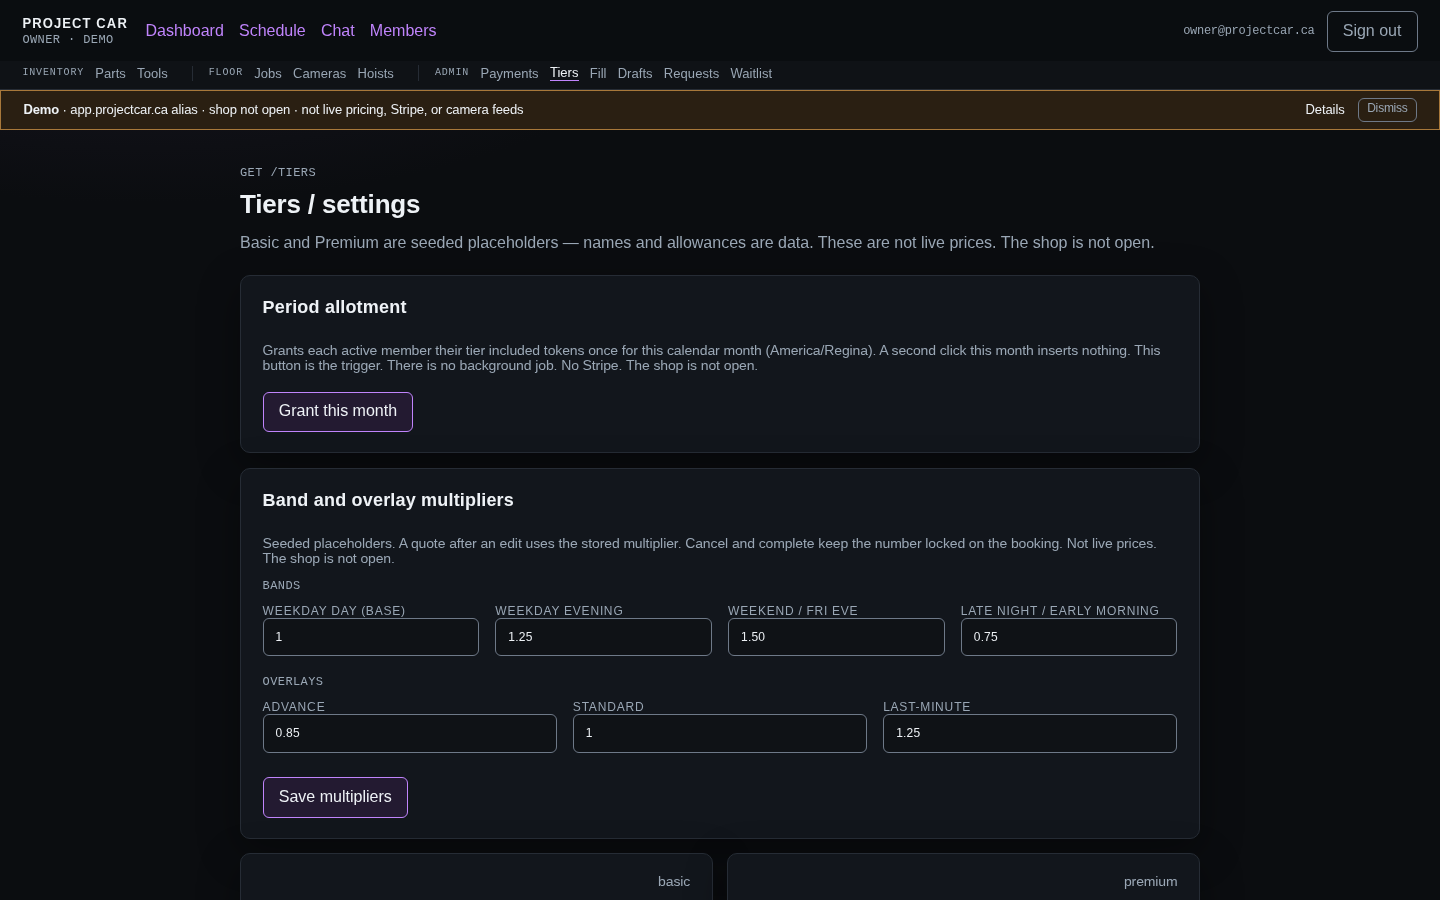 PROJECT CAR
OWNER · DEMO
Dashboard Schedule Chat Members
owner@projectcar.ca Sign out
INVENTORY Parts Tools FLOOR Jobs Cameras Hoists ADMIN Payments Tiers Fill Drafts Requests Waitlist
Demo · app.projectcar.ca alias · shop not open · not live pricing, Stripe, or camera feeds Details Dismiss
GET /TIERS
Tiers / settings
Basic and Premium are seeded placeholders — names and allowances are data. These are not live prices. The shop is not open.
Period allotment
Grants each active member their tier included tokens once for this calendar month (America/Regina). A second click this month inserts nothing. This
button is the trigger. There is no background job. No Stripe. The shop is not open.
Grant this month
Band and overlay multipliers
Seeded placeholders. A quote after an edit uses the stored multiplier. Cancel and complete keep the number locked on the booking. Not live prices.
The shop is not open.
BANDS
WEEKDAY DAY (BASE) WEEKDAY EVENING WEEKEND / FRI EVE LATE NIGHT / EARLY MORNING
1 1.25 1.50 0.75
OVERLAYS
ADVANCE STANDARD LAST-MINUTE
0.85 1 1.25
Save multipliers
basic premium